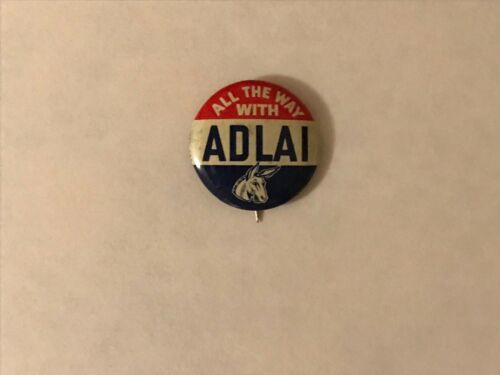 ALL THE WAY
WITH
ADLAI